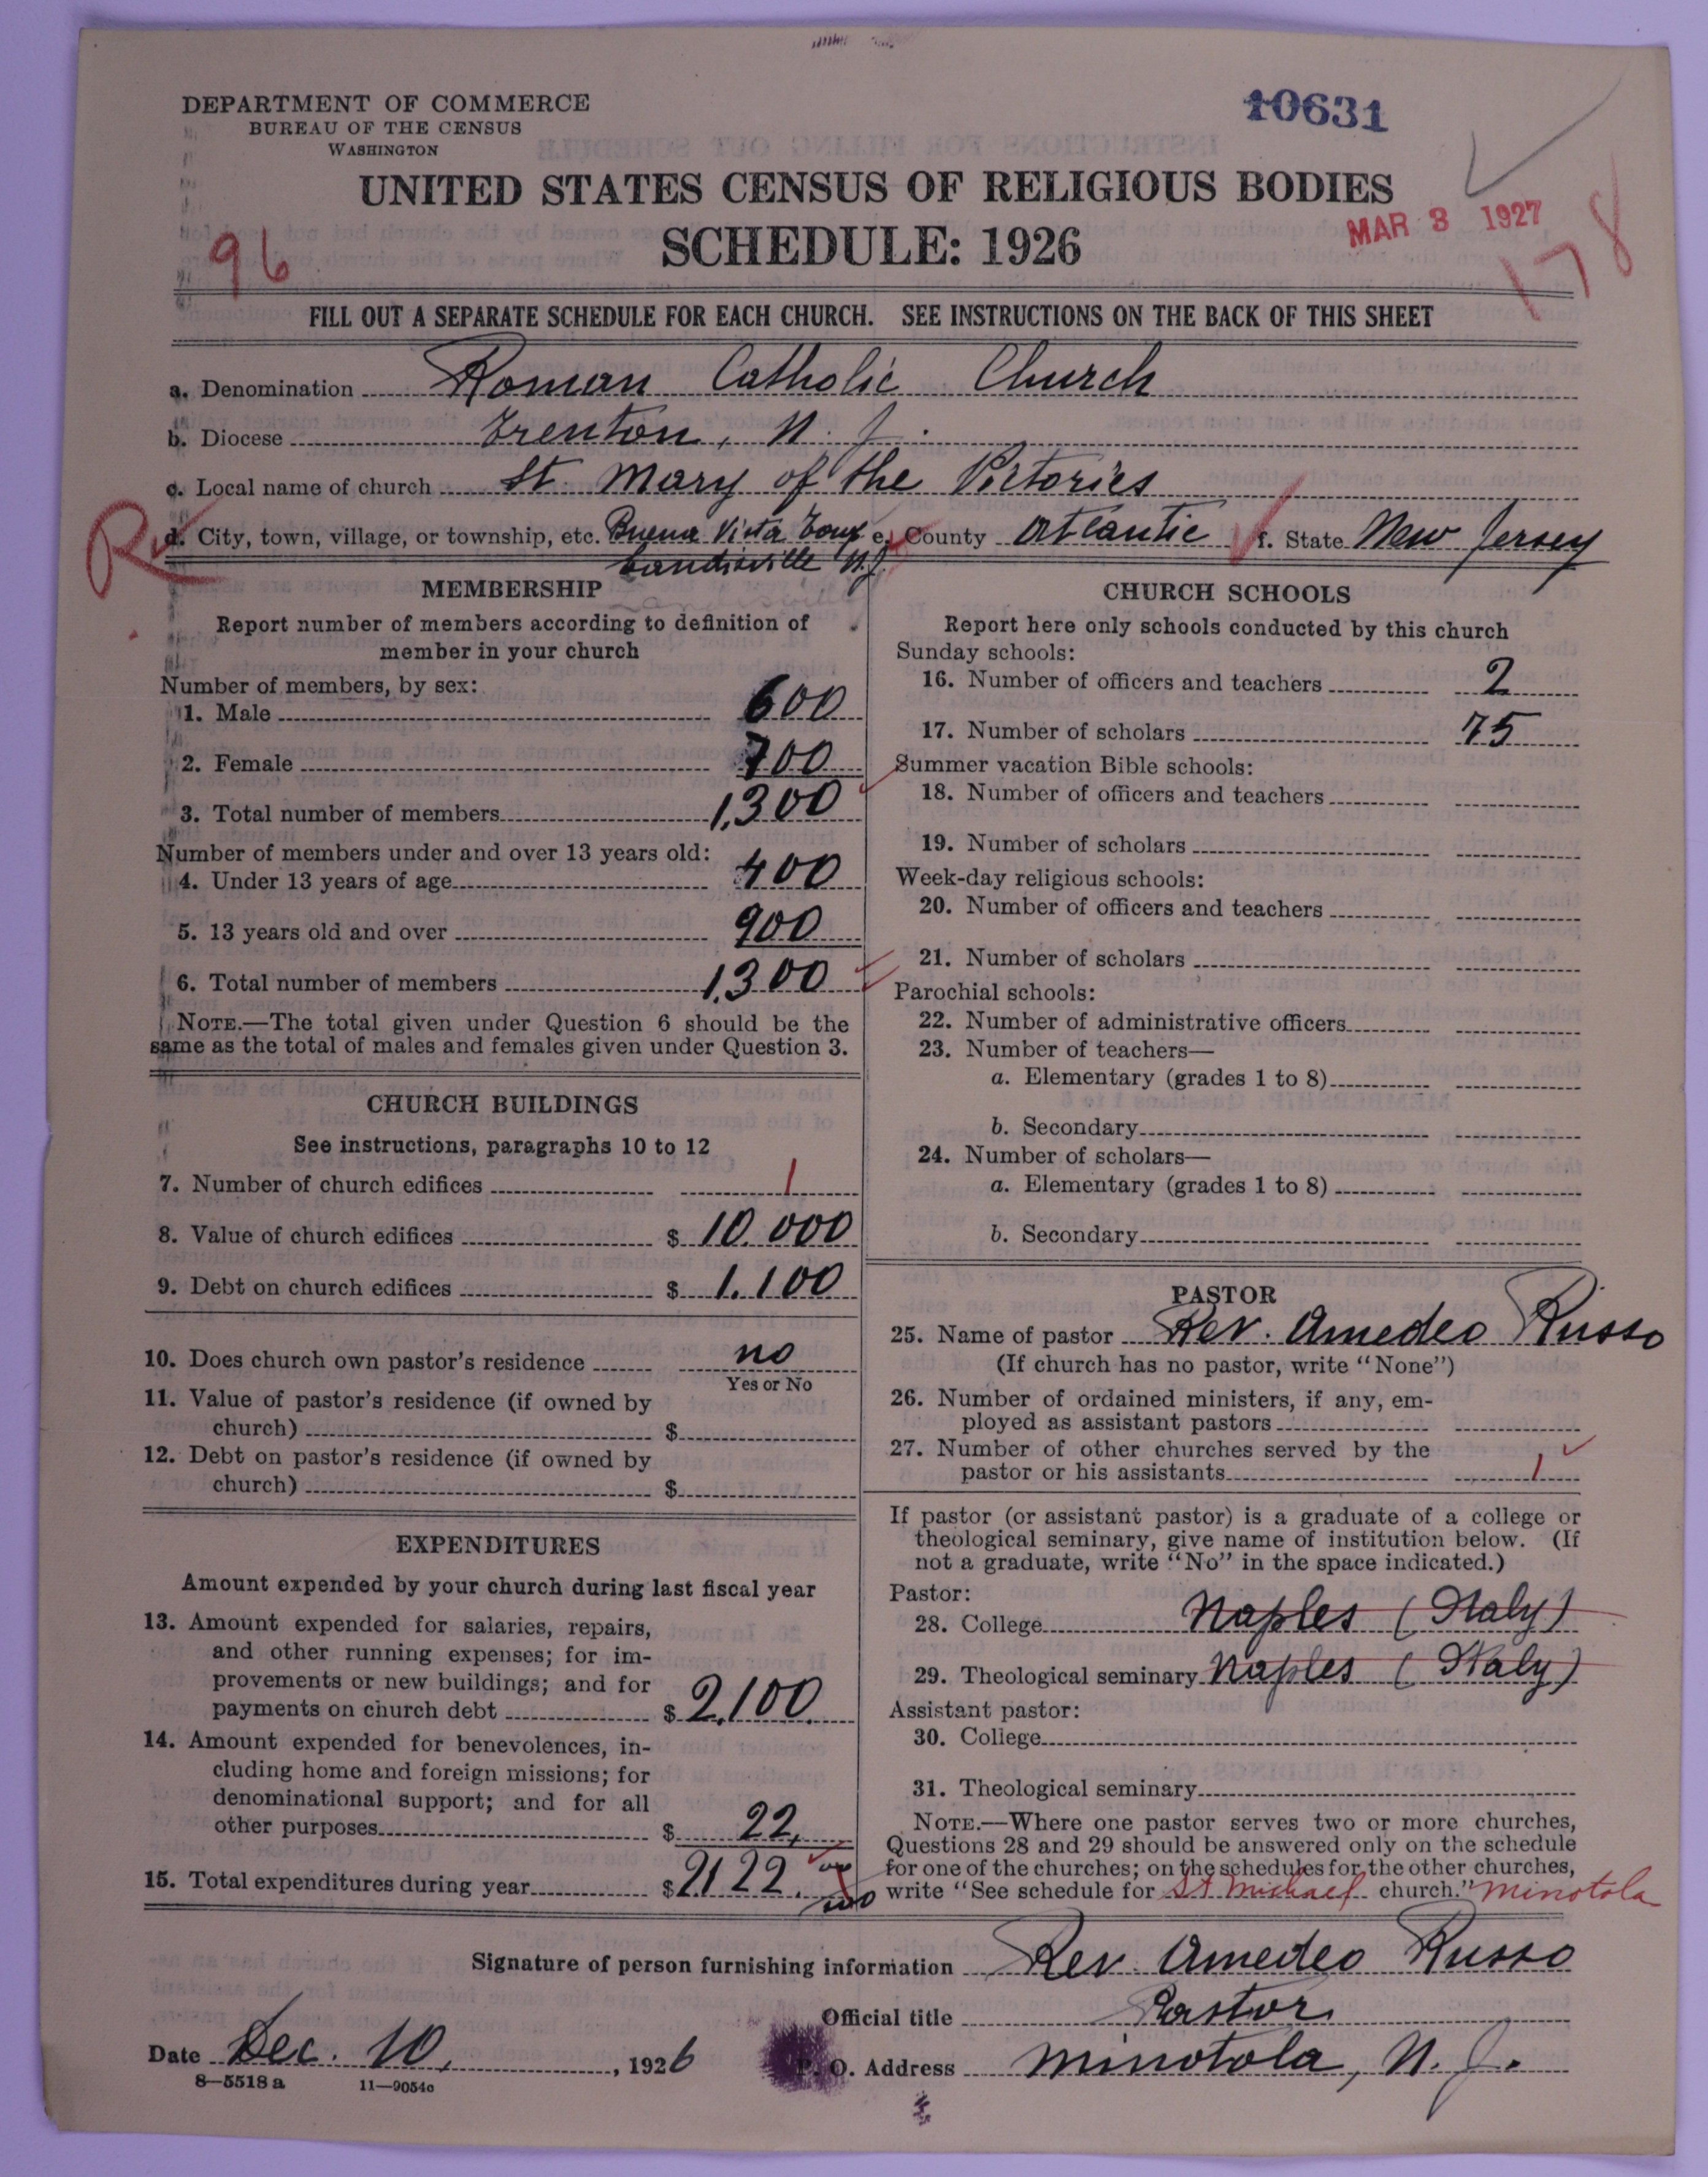 DEPARTMENT OF COMMERCE
BUREAU OF THE CENSUS
WASHINGTON
10631
UNITED STATES CENSUS OF RELIGIOUS BODIES
MAR 3 1927
178
96
SCHEDULE: 1926
FILL OUT A SEPARATE SCHEDULE FOR EACH CHURCH. SEE INSTRUCTIONS ON THE BACK OF THIS SHEET
a. Denomination Roman Catholic Church
b. Diocese Trenton, N. J.
c. Local name of church St. Mary of the Victories
d. City, town, village, or township, etc. Buena Vista e. County Atlantic f. State New Jersey
Landisville N.J.
MEMBERSHIP
Report number of members according to definition of
member in your church
Number of members, by sex:
1. Male 600
2. Female 700
3. Total number of members 1,300
Number of members under and over 13 years old:
4. Under 13 years of age 400
5. 13 years old and over 900
6. Total number of members 1,300
NOTE.—The total given under Question 6 should be the
same as the total of males and females given under Question 3.
CHURCH BUILDINGS
See instructions, paragraphs 10 to 12
7. Number of church edifices 1
8. Value of church edifices $ 10.000
9. Debt on church edifices $ 1.100
10. Does church own pastor's residence no
Yes or No
11. Value of pastor's residence (if owned by
church) $
12. Debt on pastor's residence (if owned by
church) $
EXPENDITURES
Amount expended by your church during last fiscal year
13. Amount expended for salaries, repairs,
and other running expenses; for im-
provements or new buildings; and for
payments on church debt $ 2,100
14. Amount expended for benevolences, in-
cluding home and foreign missions; for
denominational support; and for all
other purposes $ 22,
15. Total expenditures during year $ 2122.
CHURCH SCHOOLS
Report here only schools conducted by this church
Sunday schools:
16. Number of officers and teachers 2
17. Number of scholars 75
Summer vacation Bible schools:
18. Number of officers and teachers
19. Number of scholars
Week-day religious schools:
20. Number of officers and teachers
21. Number of scholars
Parochial schools:
22. Number of administrative officers
23. Number of teachers—
a. Elementary (grades 1 to 8)
b. Secondary
24. Number of scholars—
a. Elementary (grades 1 to 8)
b. Secondary
PASTOR
25. Name of pastor Rev. Amedeo Russo
(If church has no pastor, write "None")
26. Number of ordained ministers, if any, em-
ployed as assistant pastors
27. Number of other churches served by the
pastor or his assistants 1
If pastor (or assistant pastor) is a graduate of a college or
theological seminary, give name of institution below. (If
not a graduate, write "No" in the space indicated.)
Pastor:
28. College Naples (Italy)
29. Theological seminary Naples (Italy)
Assistant pastor:
30. College
31. Theological seminary
NOTE.—Where one pastor serves two or more churches,
Questions 28 and 29 should be answered only on the schedule
for one of the churches; on the schedules for the other churches,
write "See schedule for St Michael church." Minotola
Signature of person furnishing information Rev. Amedeo Russo
Official title Pastor
Date Dec. 10, 1926
P. O. Address Minotola, N. J.
8—5518 a 11—9054a